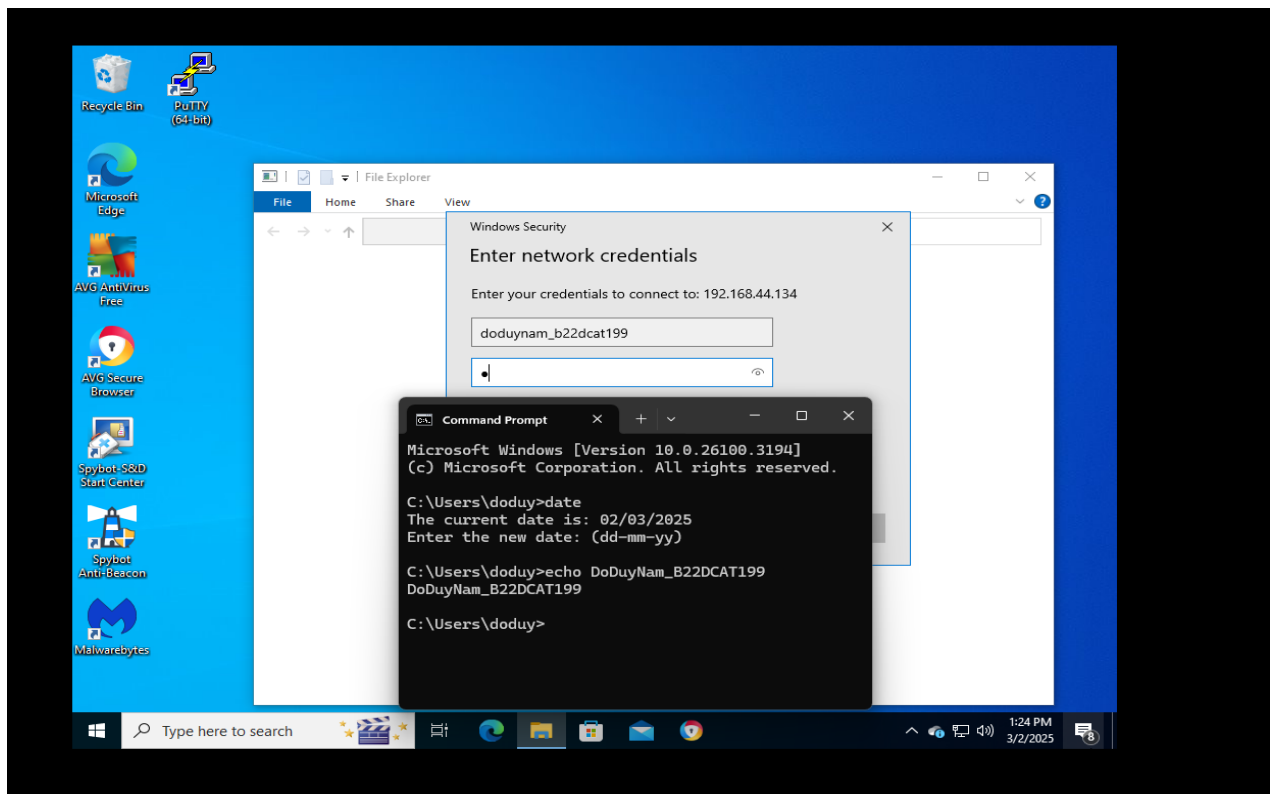 Recycle Bin
PuTTY
(64-bit)
Microsoft
Edge
AVG AntiVirus
Free
AVG Secure
Browser
Spybot-S&D
Start Center
Spybot
Anti-Beacon
Malwarebytes
File Explorer
File Home Share View
Windows Security
Enter network credentials
Enter your credentials to connect to: 192.168.44.134
doduynam_b22dcat199
Command Prompt
Microsoft Windows [Version 10.0.26100.3194]
(c) Microsoft Corporation. All rights reserved.
C:\Users\doduy>date
The current date is: 02/03/2025
Enter the new date: (dd-mm-yy)
C:\Users\doduy>echo DoDuyNam_B22DCAT199
DoDuyNam_B22DCAT199
C:\Users\doduy>
Type here to search
1:24 PM
3/2/2025
8